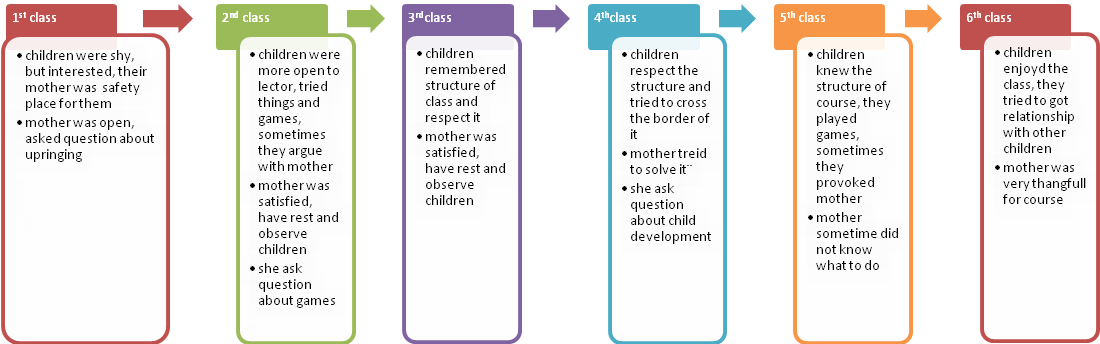 1st class
• children were shy,
but interested, their
mother was safety
place for them
• mother was open,
asked question about
upringing
2nd class
• children were
more open to
lector, tried
things and
games,
sometimes
they argue
with mother
• mother was
satisfied,
have rest and
observe
children
• she ask
question
about games
3rdclass
• children
remembered
structure of
class and
respect it
• mother was
satisfied,
have rest and
observe
children
4thclass
• children
respect the
structure and
tried to cross
the border of
it
• mother treid
to solve it¨
• she ask
question
about child
development
5th class
• children
knew the
structure of
course, they
played
games,
sometimes
they
provoked
mother
• mother
sometime did
not know
what to do
6th class
• children
enjoyd the
class, they
tried to got
relationship
with other
children
• mother was
very thangfull
for course